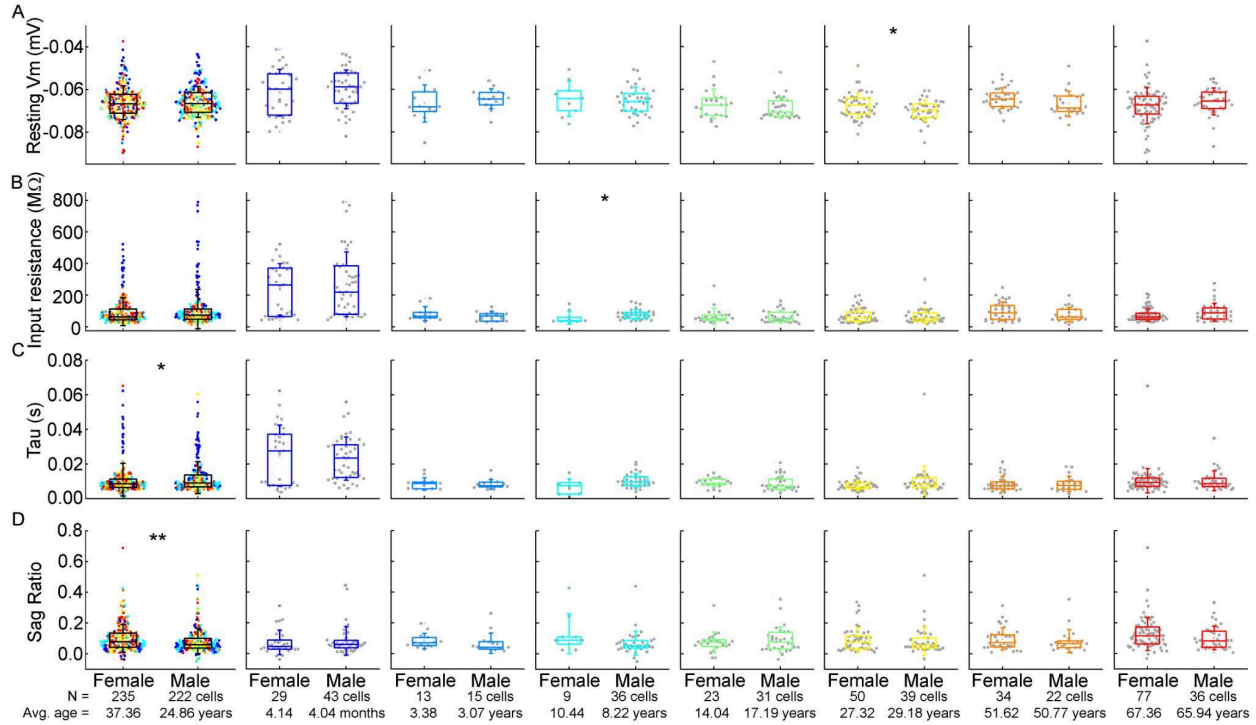 A
Resting Vm (mV)
-0.04
-0.06
-0.08
*
B
Input resistance (MΩ)
800
600
400
200
0
*
C
Tau (s)
0.08
0.06
0.04
0.02
0.00
*
D
Sag Ratio
0.8
0.6
0.4
0.2
0.0
**
Female Male Female Male Female Male Female Male Female Male Female Male Female Male Female Male
N = 235 222 cells 29 43 cells 13 15 cells 9 36 cells 23 31 cells 50 39 cells 34 22 cells 77 36 cells
Avg. age = 37.36 24.86 years 4.14 4.04 months 3.38 3.07 years 10.44 8.22 years 14.04 17.19 years 27.32 29.18 years 51.62 50.77 years 67.36 65.94 years